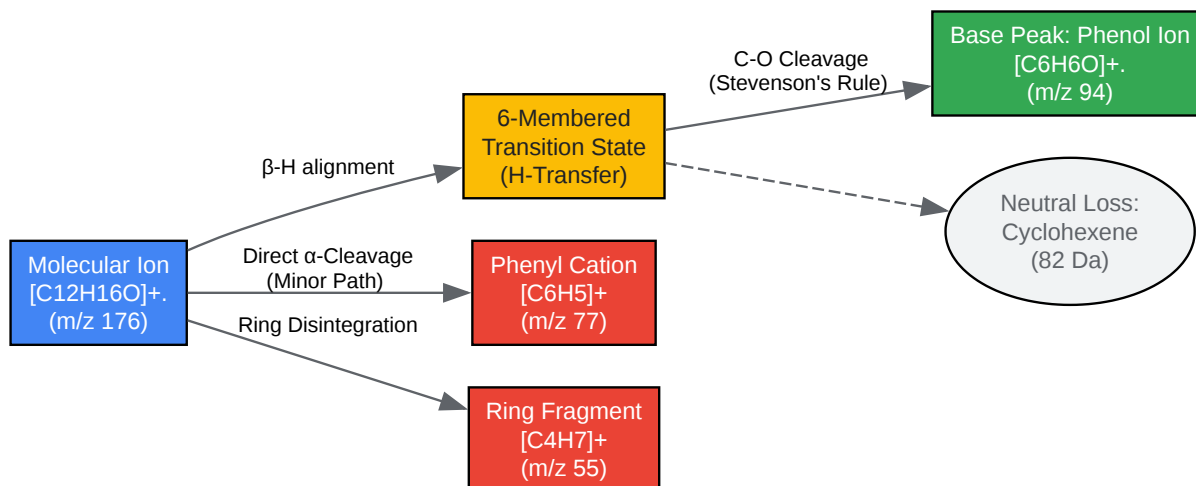 Molecular Ion
[C12H16O]+.
(m/z 176)
β-H alignment
Direct α-Cleavage
(Minor Path)
Ring Disintegration
6-Membered
Transition State
(H-Transfer)
Phenyl Cation
[C6H5]+
(m/z 77)
Ring Fragment
[C4H7]+
(m/z 55)
C-O Cleavage
(Stevenson's Rule)
Base Peak: Phenol Ion
[C6H6O]+.
(m/z 94)
Neutral Loss:
Cyclohexene
(82 Da)